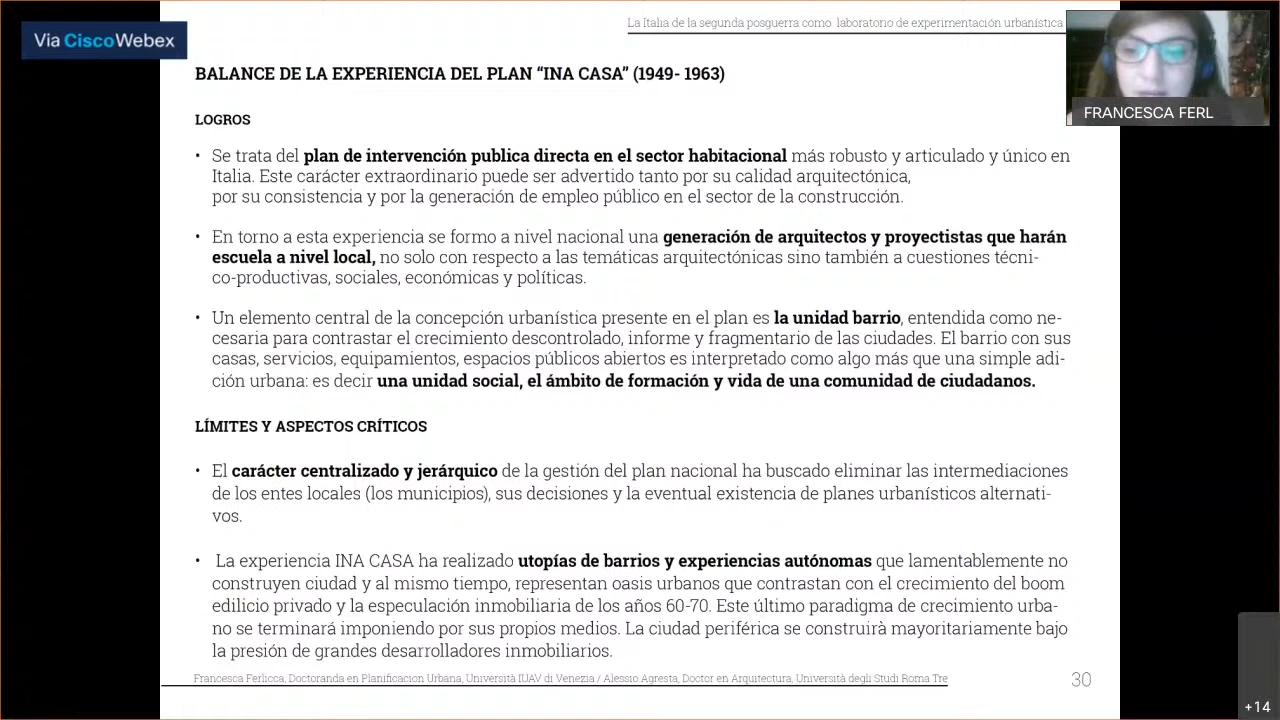 La Italia de la segunda posguerra como laboratorio de experimentación urbanística
Vía CiscoWebex
FRANCESCA FERL
BALANCE DE LA EXPERIENCIA DEL PLAN “INA CASA” (1949- 1963)
LOGROS
• Se trata del plan de intervención publica directa en el sector habitacional más robusto y articulado y único en
Italia. Este carácter extraordinario puede ser advertido tanto por su calidad arquitectónica,
por su consistencia y por la generación de empleo público en el sector de la construcción.
• En torno a esta experiencia se formo a nivel nacional una generación de arquitectos y proyectistas que harán
escuela a nivel local, no solo con respecto a las temáticas arquitectónicas sino también a cuestiones técni-
co-productivas, sociales, económicas y políticas.
• Un elemento central de la concepción urbanística presente en el plan es la unidad barrio, entendida como ne-
cesaria para contrastar el crecimiento descontrolado, informe y fragmentario de las ciudades. El barrio con sus
casas, servicios, equipamientos, espacios públicos abiertos es interpretado como algo más que una simple adi-
ción urbana: es decir una unidad social, el ámbito de formación y vida de una comunidad de ciudadanos.
LÍMITES Y ASPECTOS CRÍTICOS
• El carácter centralizado y jerárquico de la gestión del plan nacional ha buscado eliminar las intermediaciones
de los entes locales (los municipios), sus decisiones y la eventual existencia de planes urbanísticos alternati-
vos.
• La experiencia INA CASA ha realizado utopías de barrios y experiencias autónomas que lamentablemente no
construyen ciudad y al mismo tiempo, representan oasis urbanos que contrastan con el crecimiento del boom
edilicio privado y la especulación inmobiliaria de los años 60-70. Este último paradigma de crecimiento urba-
no se terminará imponiendo por sus propios medios. La ciudad periférica se construirà mayoritariamente bajo
la presión de grandes desarrolladores inmobiliarios.
Francesca Ferlicca, Doctoranda en Planificacion Urbana, Università IUAV di Venezia / Alessio Agresta, Doctor en Arquitectura, Università degli Studi Roma Tre
30
+14